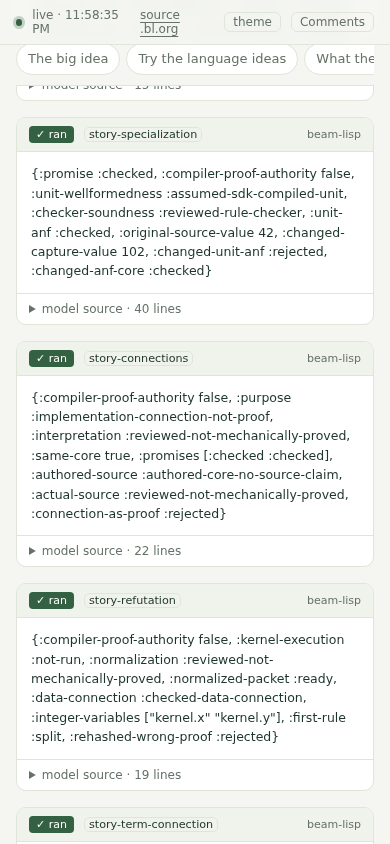 live · 11:58:35 PM
source .bl.org
theme
Comments
The big idea
Try the language ideas
What the
model source · 15 lines
✓ ran story-specialization beam-lisp
{:promise :checked, :compiler-proof-authority false,
:unit-wellformedness :assumed-sdk-compiled-unit,
:checker-soundness :reviewed-rule-checker, :unit-
anf :checked, :original-source-value 42, :changed-
capture-value 102, :changed-unit-anf :rejected,
:changed-anf-core :checked}
▶ model source · 40 lines
✓ ran story-connections beam-lisp
{:compiler-proof-authority false, :purpose
:implementation-connection-not-proof,
:interpretation :reviewed-not-mechanically-proved,
:same-core true, :promises [:checked :checked],
:authored-source :authored-core-no-source-claim,
:actual-source :reviewed-not-mechanically-proved,
:connection-as-proof :rejected}
▶ model source · 22 lines
✓ ran story-refutation beam-lisp
{:compiler-proof-authority false, :kernel-execution
:not-run, :normalization :reviewed-not-
mechanically-proved, :normalized-packet :ready,
:data-connection :checked-data-connection,
:integer-variables ["kernel.x" "kernel.y"], :first-rule
:split, :rehashed-wrong-proof :rejected}
▶ model source · 19 lines
✓ ran story-term-connection beam-lisp